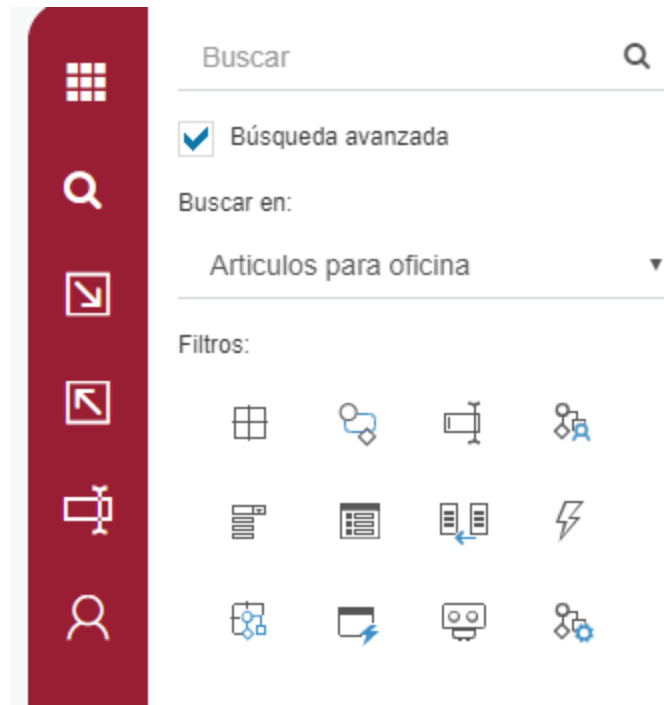 Buscar
Búsqueda avanzada
Buscar en:
Articulos para oficina
Filtros: